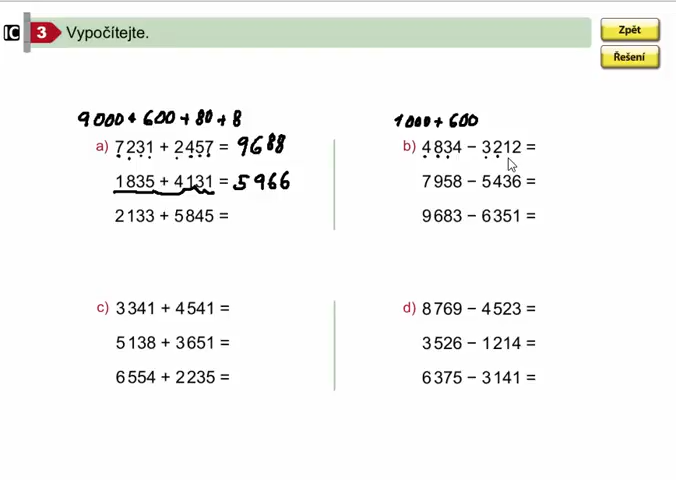 IC 3 Vypočítejte. Zpět
Řešení
9000+600+80+8
a) 7231 + 2457 = 9688
1835 + 4131 = 5966
2133 + 5845 =
1000+600
b) 4834 − 3212 =
7958 − 5436 =
9683 − 6351 =
c) 3341 + 4541 =
5138 + 3651 =
6554 + 2235 =
d) 8769 − 4523 =
3526 − 1214 =
6375 − 3141 =